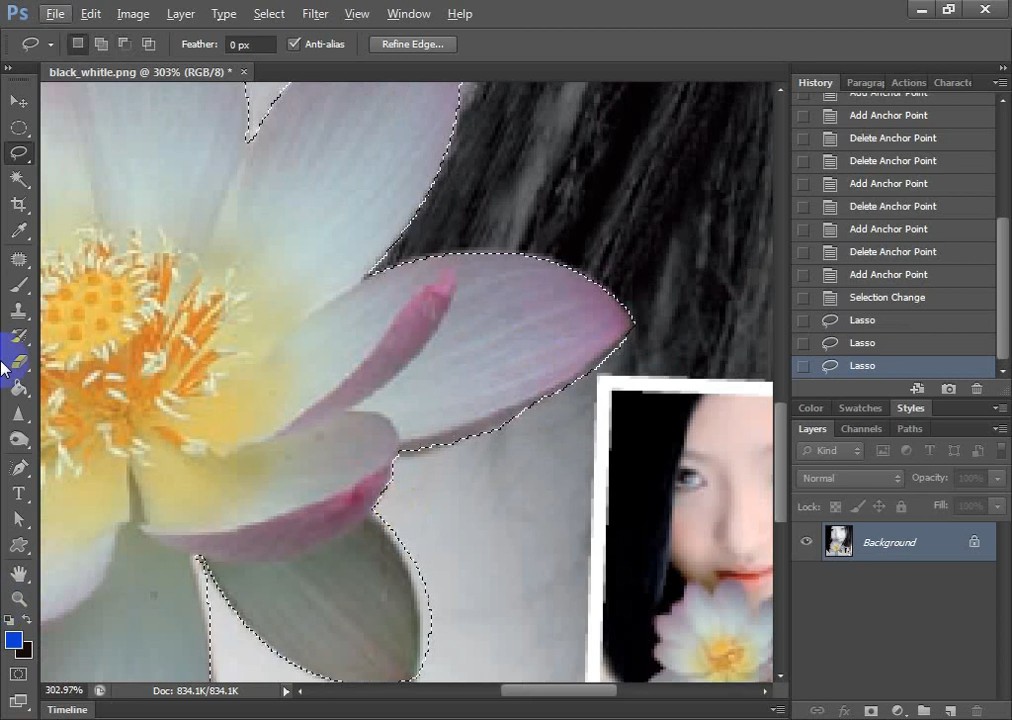 Ps File Edit Image Layer Type Select Filter View Window Help
Feather: 0 px Anti-alias Refine Edge...
black_whitle.png @ 303% (RGB/8) * ×
History Paragraj Actions Characte
Add Anchor Point
Add Anchor Point
Delete Anchor Point
Delete Anchor Point
Add Anchor Point
Delete Anchor Point
Add Anchor Point
Delete Anchor Point
Add Anchor Point
Selection Change
Lasso
Lasso
Lasso
Color Swatches Styles
Layers Channels Paths
Kind
Normal Opacity: 100%
Lock: Fill: 100%
Background
T
302.97% Doc: 834.1K/834.1K
Timeline